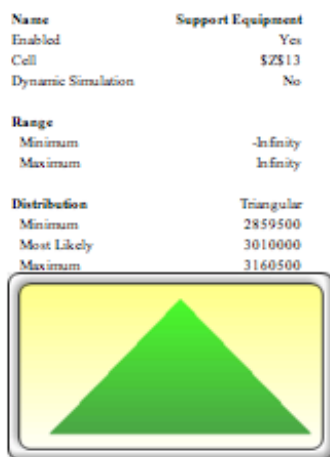 Name Support Equipment
Enabled Yes
Cell $Z$13
Dynamic Simulation No
Range
Minimum -Infinity
Maximum Infinity
Distribution Triangular
Minimum 2859500
Most Likely 3010000
Maximum 3160500